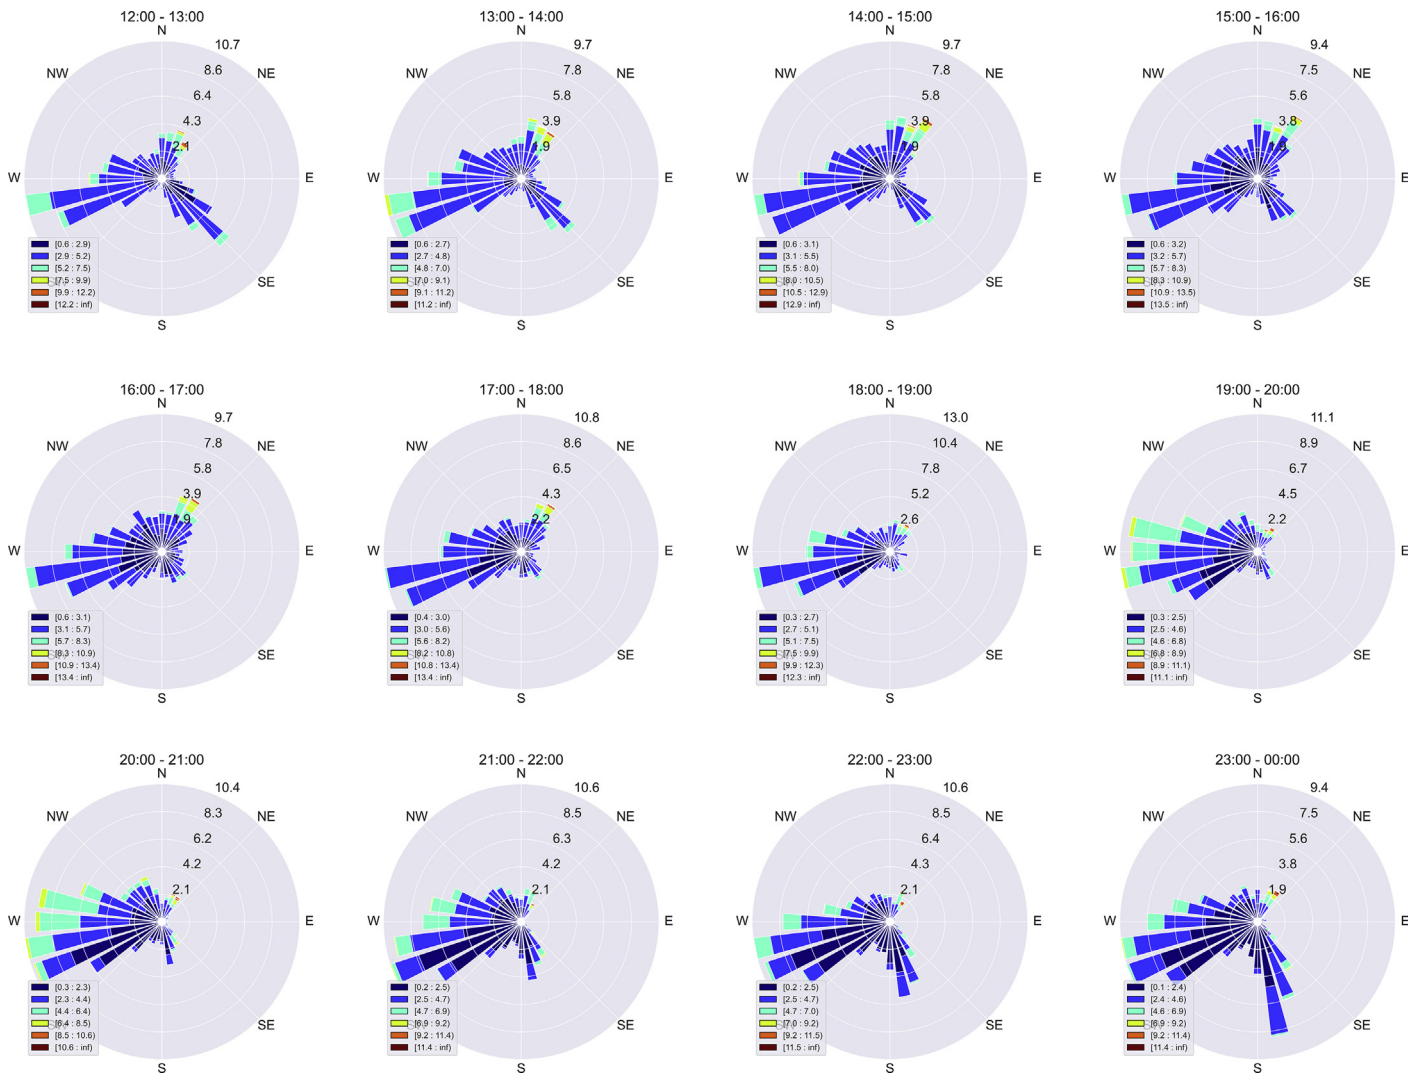 12:00 - 13:00
N
10.7
NW
8.6
NE
6.4
4.3
2.1
W
E
[0.6 : 2.9)
[2.9 : 5.2)
[5.2 : 7.5)
[7.5 : 9.9)
[9.9 : 12.2)
[12.2 : inf)
SE
S
13:00 - 14:00
N
9.7
NW
7.8
NE
5.8
3.9
1.9
W
E
[0.6 : 2.7)
[2.7 : 4.8)
[4.8 : 7.0)
[7.0 : 9.1)
[9.1 : 11.2)
[11.2 : inf)
SE
S
14:00 - 15:00
N
9.7
NW
7.8
NE
5.8
3.9
1.9
W
E
[0.6 : 3.1)
[3.1 : 5.5)
[5.5 : 8.0)
[8.0 : 10.5)
[10.5 : 12.9)
[12.9 : inf)
SE
S
15:00 - 16:00
N
9.4
NW
7.5
NE
5.6
3.8
1.9
W
E
[0.6 : 3.2)
[3.2 : 5.7)
[5.7 : 8.3)
[8.3 : 10.9)
[10.9 : 13.5)
[13.5 : inf)
SE
S
16:00 - 17:00
N
9.7
NW
7.8
NE
5.8
3.9
1.9
W
E
[0.6 : 3.1)
[3.1 : 5.7)
[5.7 : 8.3)
[8.3 : 10.9)
[10.9 : 13.4)
[13.4 : inf)
SE
S
17:00 - 18:00
N
10.8
NW
8.6
NE
6.5
4.3
2.2
W
E
[0.4 : 3.0)
[3.0 : 5.6)
[5.6 : 8.2)
[8.2 : 10.8)
[10.8 : 13.4)
[13.4 : inf)
SE
S
18:00 - 19:00
N
13.0
NW
10.4
NE
7.8
5.2
2.6
W
E
[0.3 : 2.7)
[2.7 : 5.1)
[5.1 : 7.5)
[7.5 : 9.9)
[9.9 : 12.3)
[12.3 : inf)
SE
S
19:00 - 20:00
N
11.1
NW
8.9
NE
6.7
4.5
2.2
W
E
[0.3 : 2.5)
[2.5 : 4.6)
[4.6 : 6.8)
[6.8 : 8.9)
[8.9 : 11.1)
[11.1 : inf)
SE
S
20:00 - 21:00
N
10.4
NW
8.3
NE
6.2
4.2
2.1
W
E
[0.3 : 2.3)
[2.3 : 4.4)
[4.4 : 6.4)
[6.4 : 8.5)
[8.5 : 10.6)
[10.6 : inf)
SE
S
21:00 - 22:00
N
10.6
NW
8.5
NE
6.3
4.2
2.1
W
E
[0.2 : 2.5)
[2.5 : 4.7)
[4.7 : 6.9)
[6.9 : 9.2)
[9.2 : 11.4)
[11.4 : inf)
SE
S
22:00 - 23:00
N
10.6
NW
8.5
NE
6.4
4.3
2.1
W
E
[0.2 : 2.5)
[2.5 : 4.7)
[4.7 : 7.0)
[7.0 : 9.2)
[9.2 : 11.5)
[11.5 : inf)
SE
S
23:00 - 00:00
N
9.4
NW
7.5
NE
5.6
3.8
1.9
W
E
[0.1 : 2.4)
[2.4 : 4.6)
[4.6 : 6.9)
[6.9 : 9.2)
[9.2 : 11.4)
[11.4 : inf)
SE
S